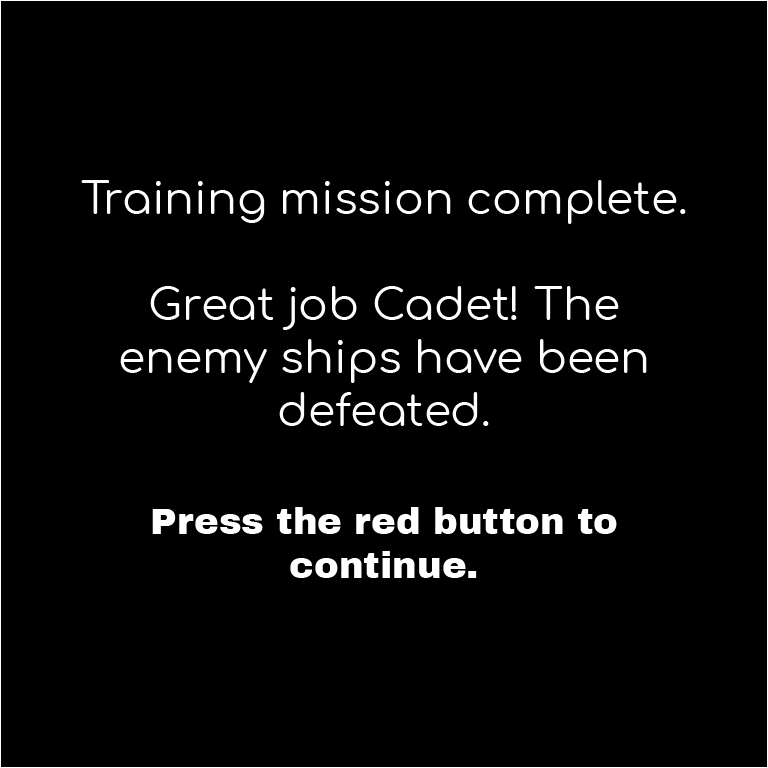 Training mission complete.
Great job Cadet! The
enemy ships have been
defeated.
Press the red button to
continue.